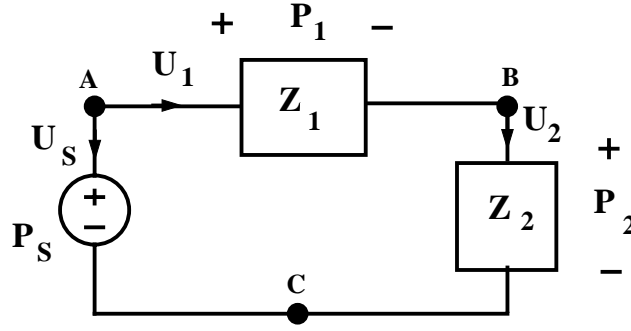 + P1 −
A U1 Z1 B
US U2
+ +
− Z2 P2
PS −
C